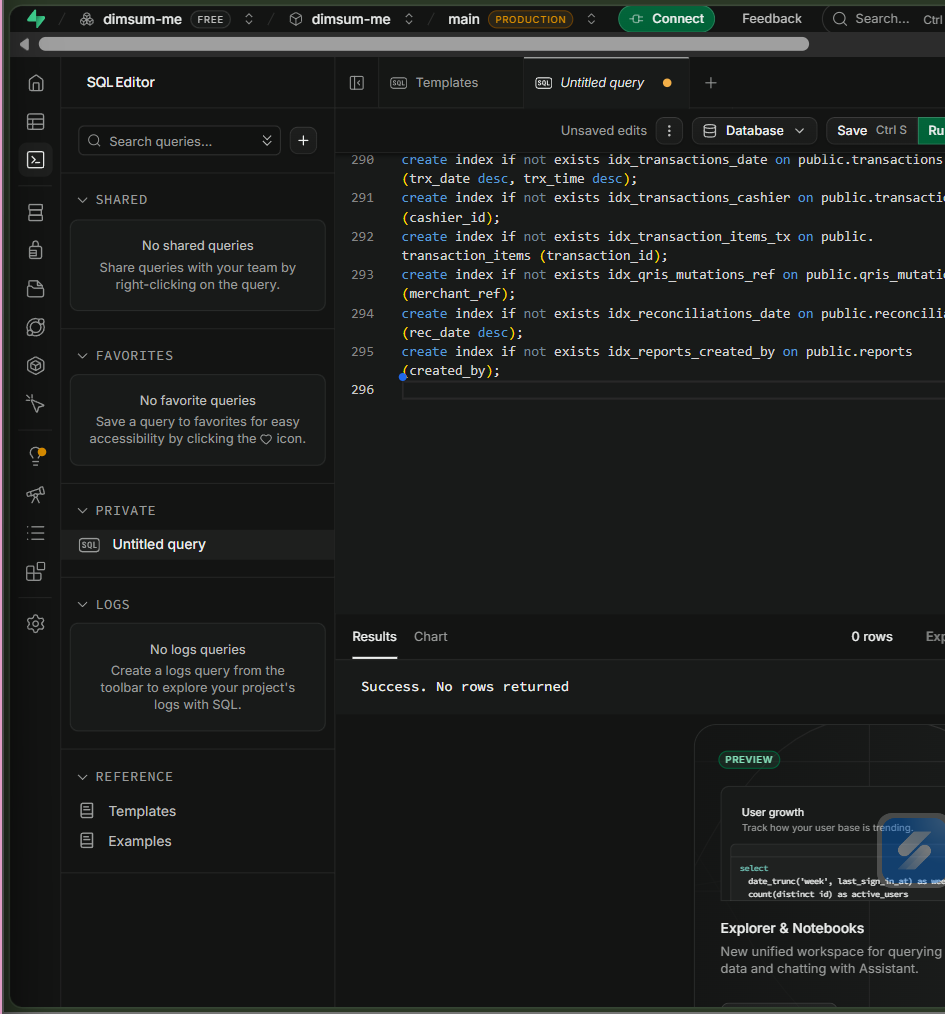 dimsum-me FREE / dimsum-me / main PRODUCTION Connect Feedback Search... Ctrl
SQL Editor
SQL Templates
SQL Untitled query
Search queries...
Unsaved edits Database Save Ctrl S Ru
SHARED
No shared queries
Share queries with your team by
right-clicking on the query.
FAVORITES
No favorite queries
Save a query to favorites for easy
accessibility by clicking the ♡ icon.
PRIVATE
SQL Untitled query
LOGS
No logs queries
Create a logs query from the
toolbar to explore your project's
logs with SQL.
REFERENCE
Templates
Examples
290 create index if not exists idx_transactions_date on public.transactions
(trx_date desc, trx_time desc);
291 create index if not exists idx_transactions_cashier on public.transactio
(cashier_id);
292 create index if not exists idx_transaction_items_tx on public.
transaction_items (transaction_id);
293 create index if not exists idx_qris_mutations_ref on public.qris_mutatio
(merchant_ref);
294 create index if not exists idx_reconciliations_date on public.reconcilia
(rec_date desc);
295 create index if not exists idx_reports_created_by on public.reports
(created_by);
296
Results Chart 0 rows Exp
Success. No rows returned
PREVIEW
User growth
Track how your user base is trending.
select
date_trunc('week', last_sign_in_at) as wee
count(distinct id) as active_users
Explorer & Notebooks
New unified workspace for querying
data and chatting with Assistant.